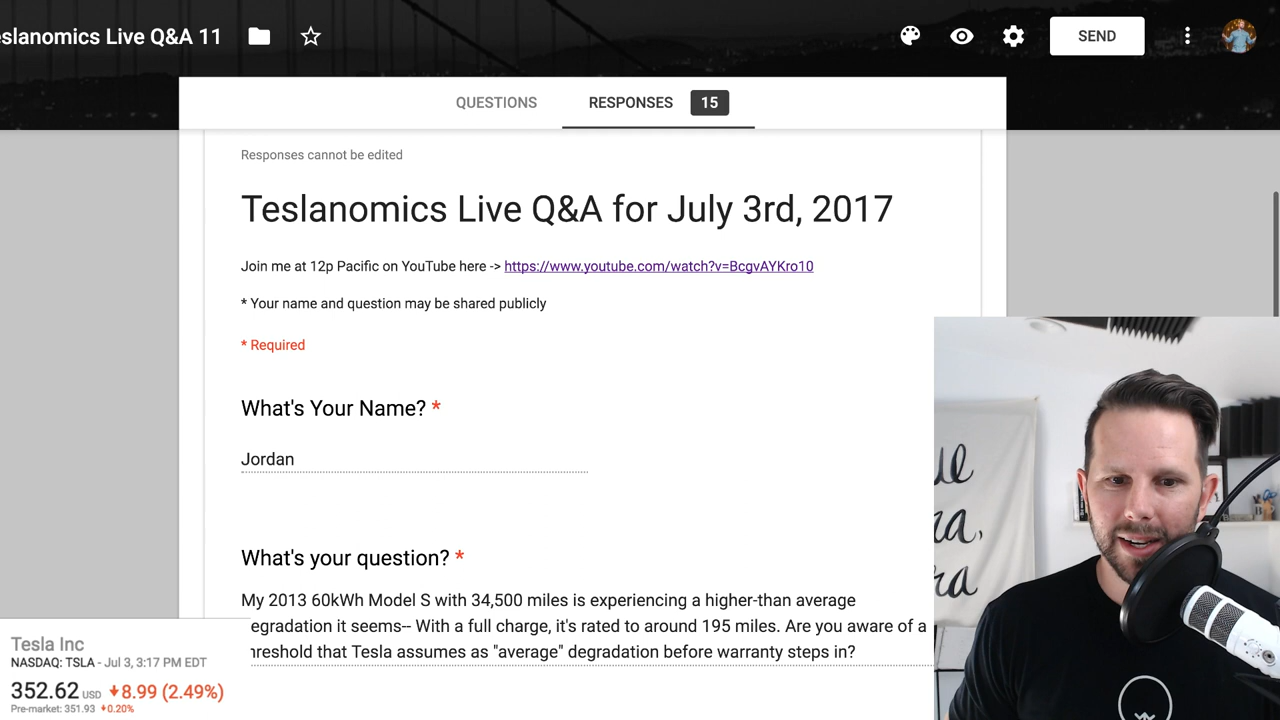 eslanomics Live Q&A 11
SEND
QUESTIONS
RESPONSES 15
Responses cannot be edited
Teslanomics Live Q&A for July 3rd, 2017
Join me at 12p Pacific on YouTube here -> https://www.youtube.com/watch?v=BcgvAYKro10
* Your name and question may be shared publicly
* Required
What's Your Name? *
Jordan
What's your question? *
My 2013 60kWh Model S with 34,500 miles is experiencing a higher-than average
egradation it seems-- With a full charge, it's rated to around 195 miles. Are you aware of a
hreshold that Tesla assumes as "average" degradation before warranty steps in?
Tesla Inc
NASDAQ: TSLA - Jul 3, 3:17 PM EDT
352.62 USD 8.99 (2.49%)
Pre-market: 351.93 0.20%